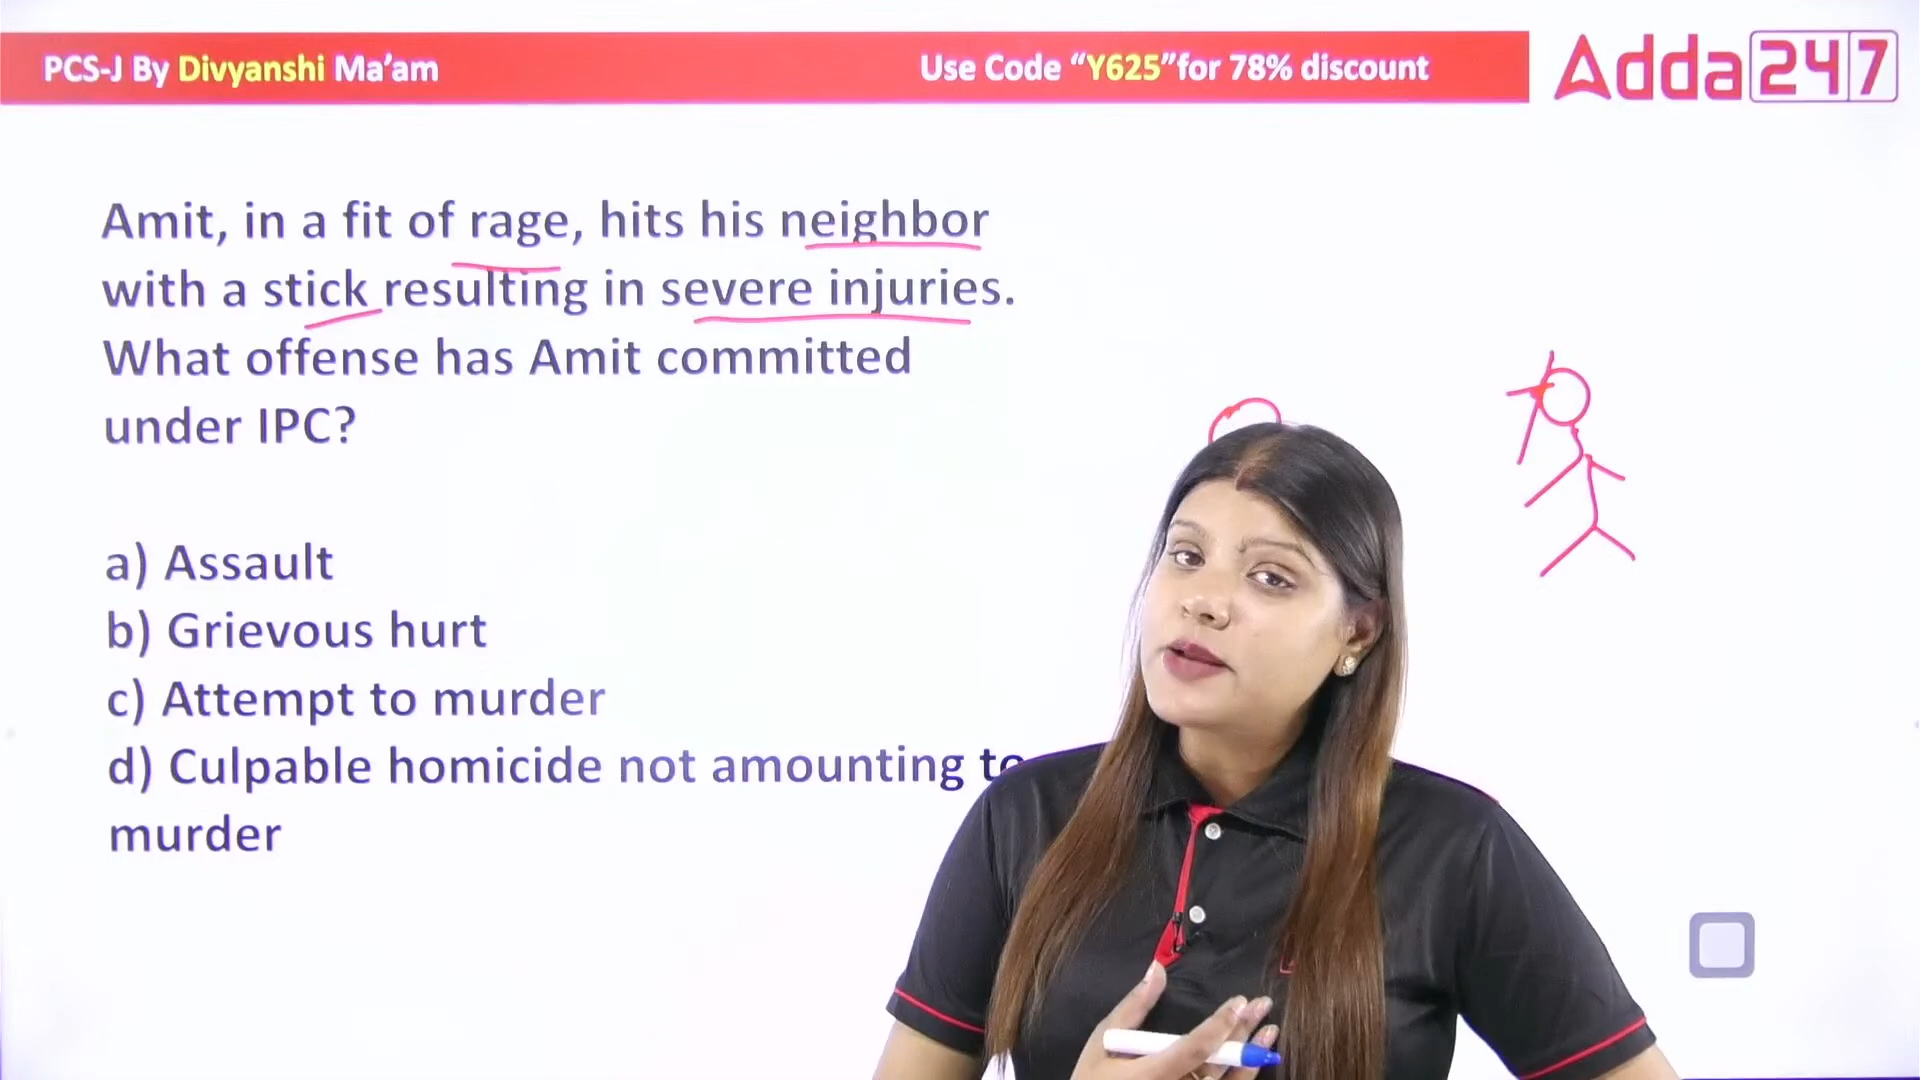 PCS-J By Divyanshi Ma’am
Use Code “Y625”for 78% discount
Adda247
Amit, in a fit of rage, hits his neighbor
with a stick resulting in severe injuries.
What offense has Amit committed
under IPC?
a) Assault
b) Grievous hurt
c) Attempt to murder
d) Culpable homicide not amounting to
murder